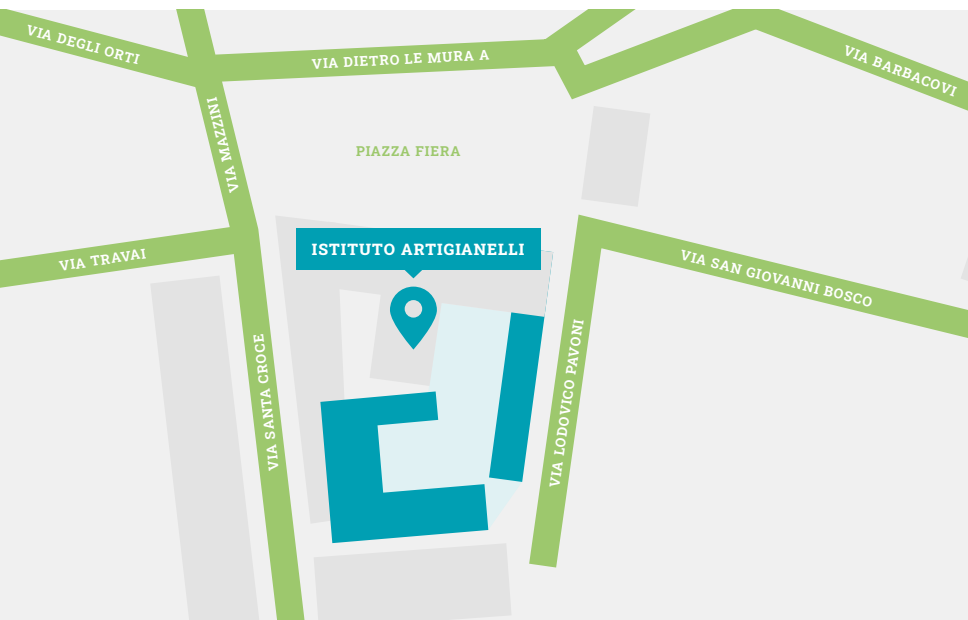 VIA DEGLI ORTI
VIA DIETRO LE MURA A
VIA BARBACOVI
VIA MAZZINI
PIAZZA FIERA
VIA TRAVAI
ISTITUTO ARTIGIANELLI
VIA SAN GIOVANNI BOSCO
VIA SANTA CROCE
VIA LODOVICO PAVONI